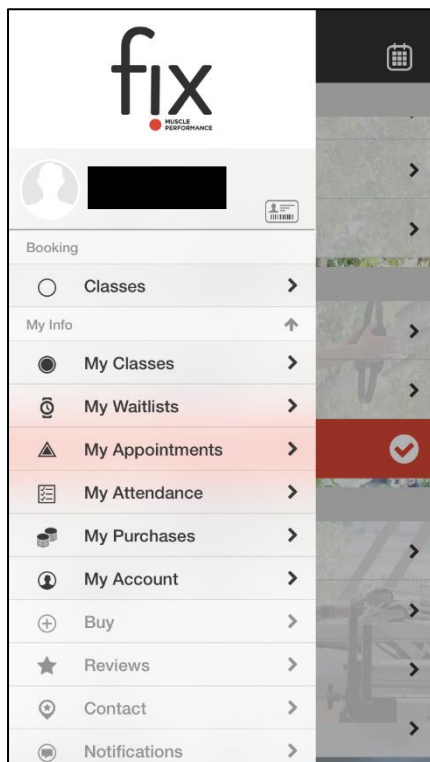 fix
MUSCLE
PERFORMANCE
Booking
Classes
My Info
My Classes
My Waitlists
My Appointments
My Attendance
My Purchases
My Account
Buy
Reviews
Contact
Notifications